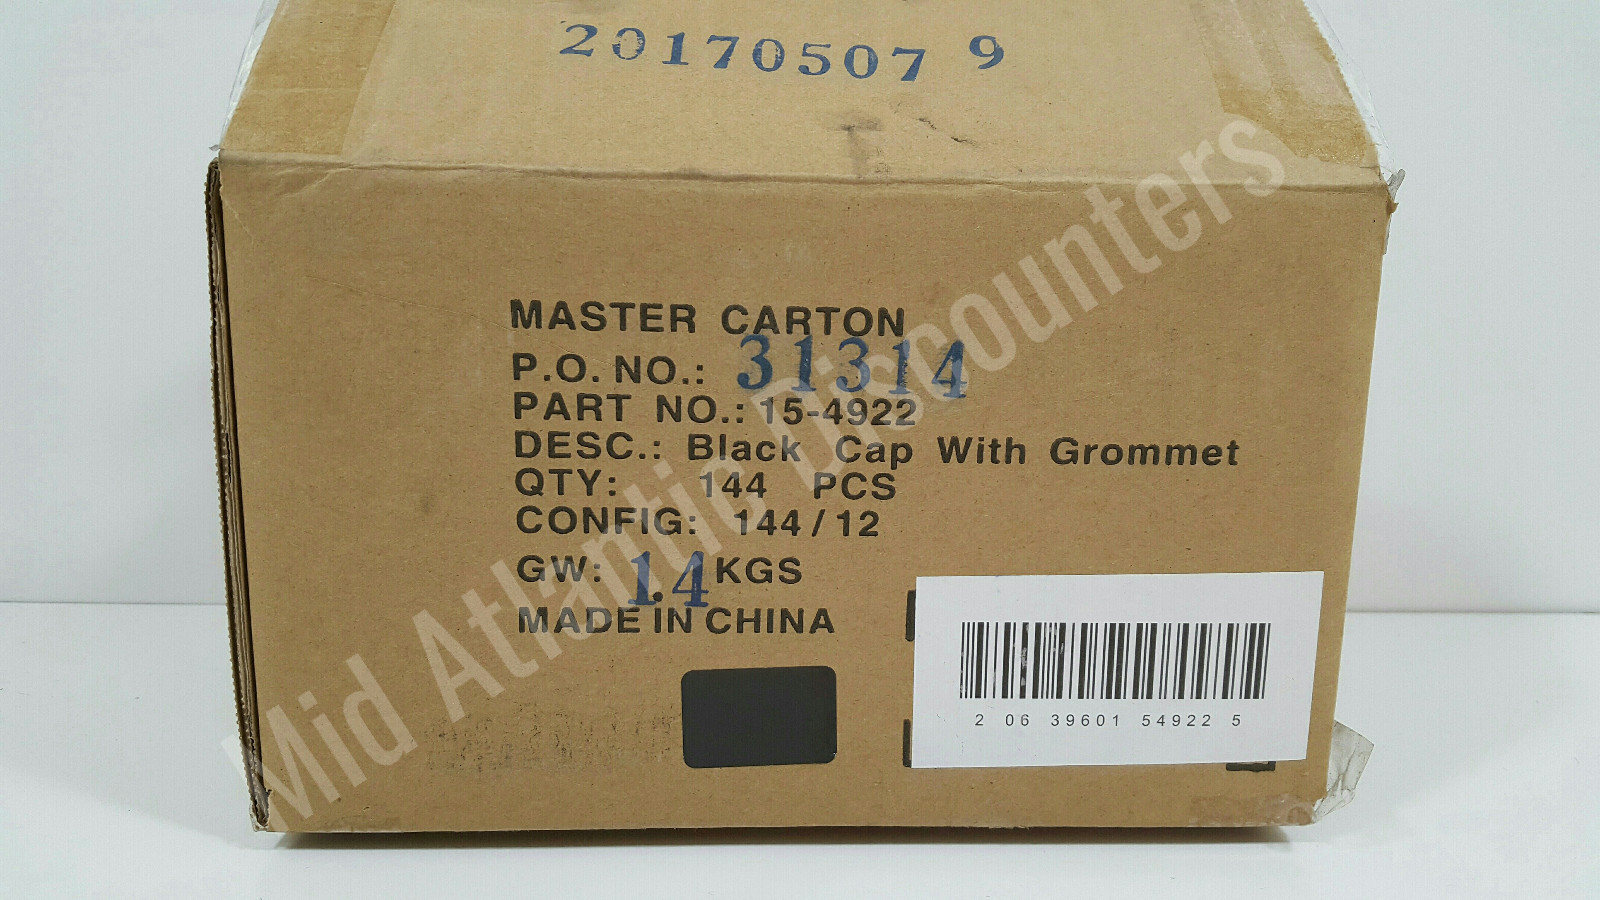 20170507 9
MASTER CARTON
P.O. NO.: 31314
PART NO.: 15-4922
DESC.: Black Cap With Grommet
QTY: 144 PCS
CONFIG: 144/12
GW: 1.4 KGS
MADE IN CHINA
2 06 39601 54922 5
Mid Atlantic Discounters